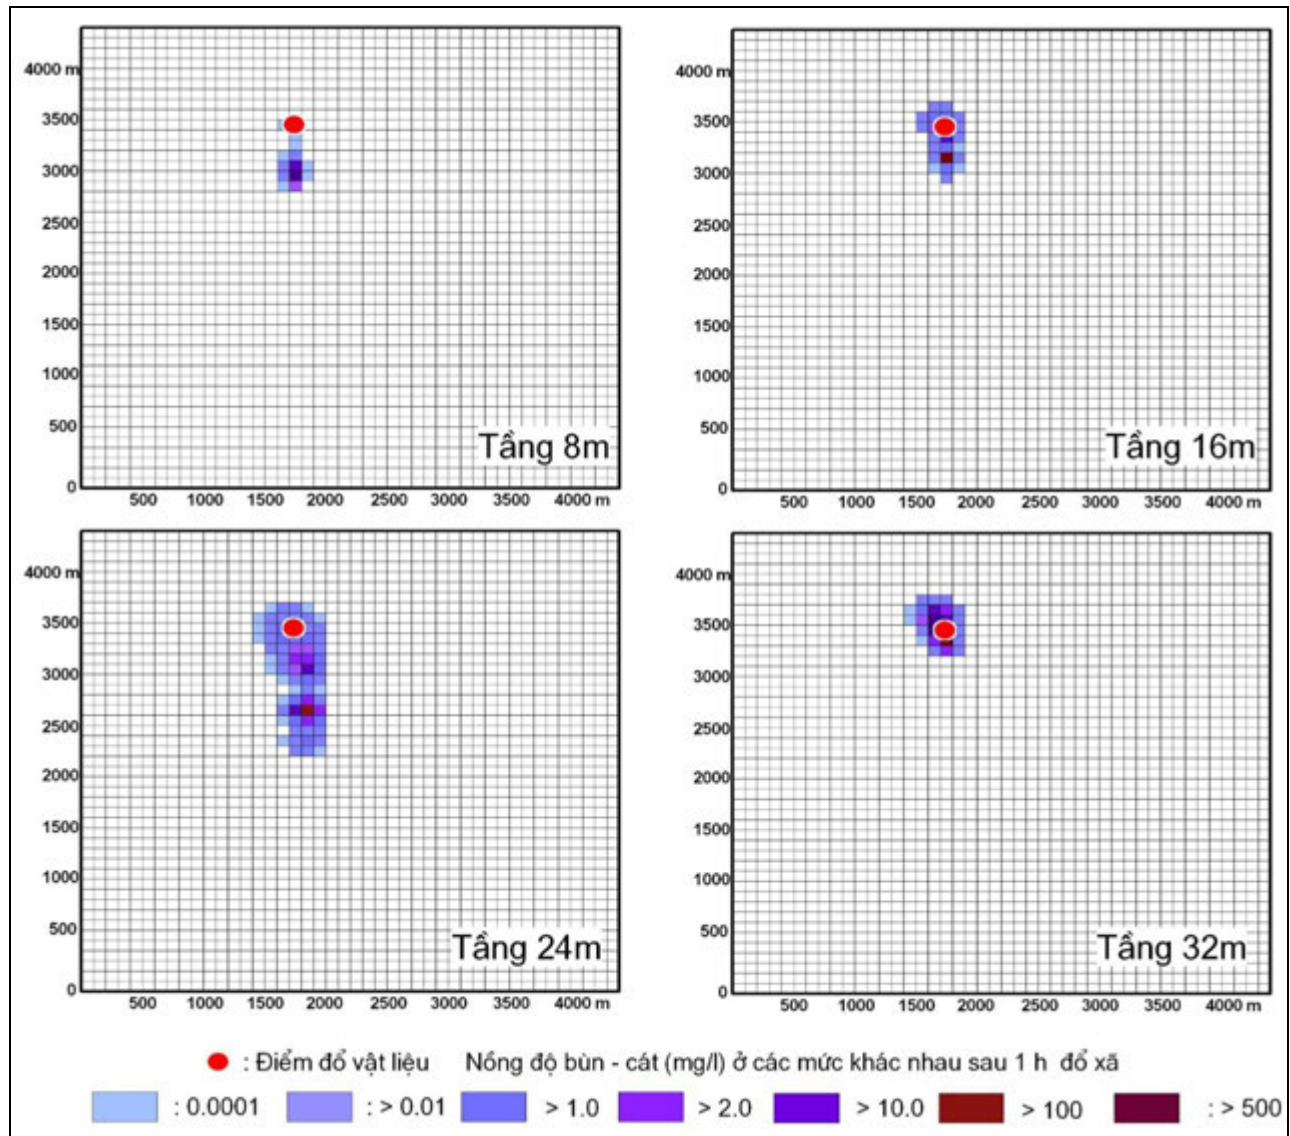 4000 m
3500
3000
2500
2000
1500
1000
500
0
500 1000 1500 2000 2500 3000 3500 4000 m
Tầng 8m
4000 m
3500
3000
2500
2000
1500
1000
500
0
500 1000 1500 2000 2500 3000 3500 4000 m
Tầng 16m
4000 m
3500
3000
2500
2000
1500
1000
500
0
500 1000 1500 2000 2500 3000 3500 4000 m
Tầng 24m
4000 m
3500
3000
2500
2000
1500
1000
500
0
500 1000 1500 2000 2500 3000 3500 4000 m
Tầng 32m
: Điểm đổ vật liệu Nồng độ bùn - cát (mg/l) ở các mức khác nhau sau 1 h đổ xã
: 0.0001 : > 0.01 > 1.0 > 2.0 > 10.0 > 100 : > 500